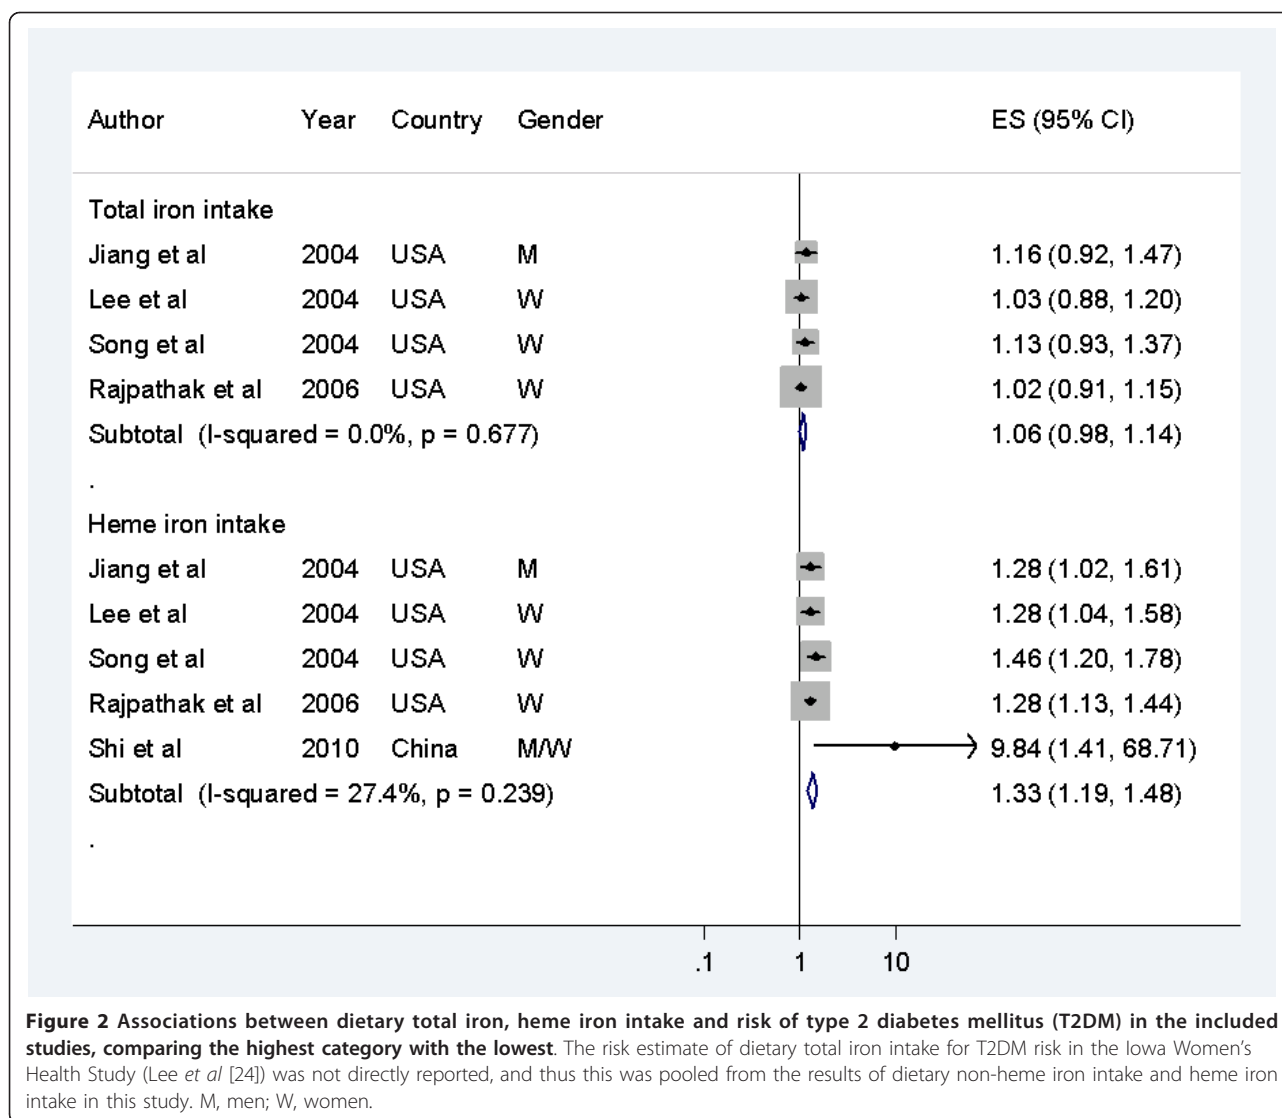 Author Year Country Gender ES (95% CI)
Total iron intake
Jiang et al 2004 USA M 1.16 (0.92, 1.47)
Lee et al 2004 USA W 1.03 (0.88, 1.20)
Song et al 2004 USA W 1.13 (0.93, 1.37)
Rajpathak et al 2006 USA W 1.02 (0.91, 1.15)
Subtotal (I-squared = 0.0%, p = 0.677) 1.06 (0.98, 1.14)
.
Heme iron intake
Jiang et al 2004 USA M 1.28 (1.02, 1.61)
Lee et al 2004 USA W 1.28 (1.04, 1.58)
Song et al 2004 USA W 1.46 (1.20, 1.78)
Rajpathak et al 2006 USA W 1.28 (1.13, 1.44)
Shi et al 2010 China M/W 9.84 (1.41, 68.71)
Subtotal (I-squared = 27.4%, p = 0.239) 1.33 (1.19, 1.48)
.
.1 1 10
Figure 2 Associations between dietary total iron, heme iron intake and risk of type 2 diabetes mellitus (T2DM) in the included
studies, comparing the highest category with the lowest. The risk estimate of dietary total iron intake for T2DM risk in the Iowa Women's
Health Study (Lee et al [24]) was not directly reported, and thus this was pooled from the results of dietary non-heme iron intake and heme iron
intake in this study. M, men; W, women.